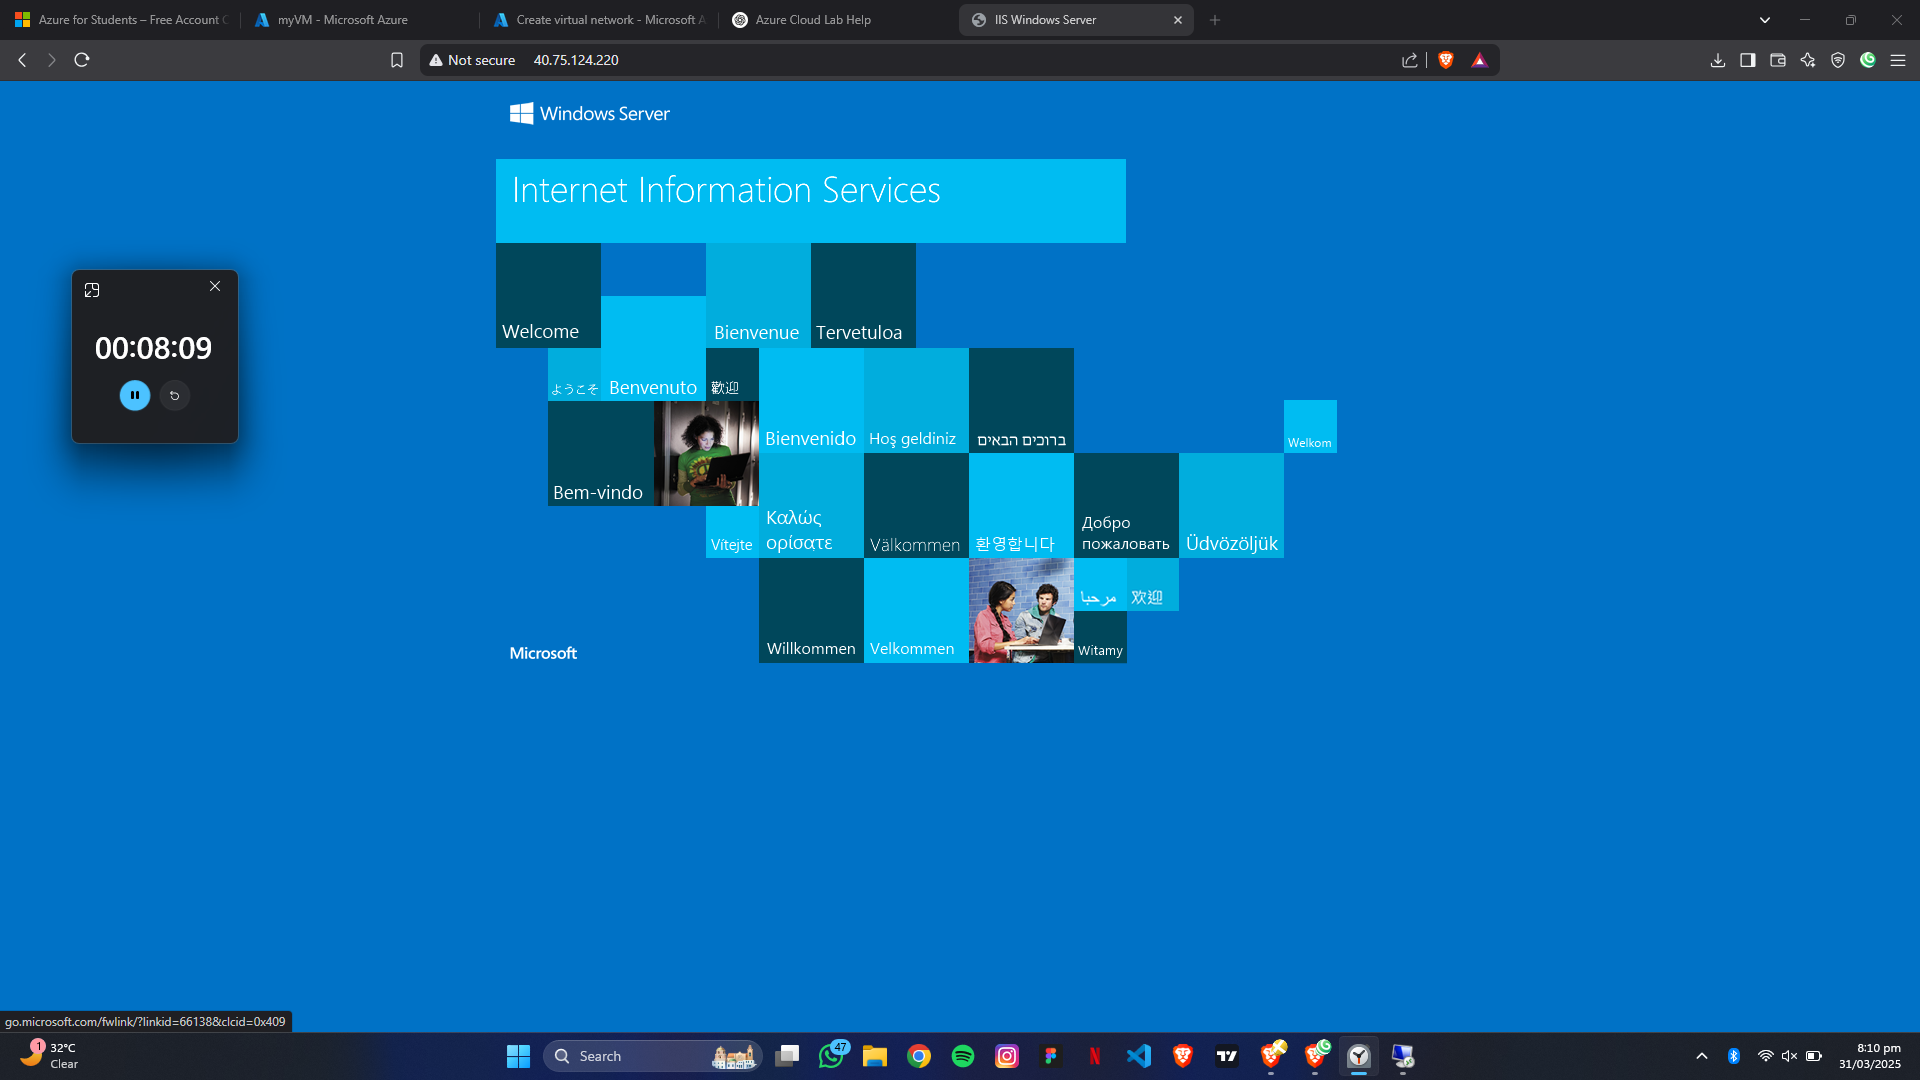 Azure for Students – Free Account C
myVM - Microsoft Azure
Create virtual network - Microsoft A
Azure Cloud Lab Help
IIS Windows Server
Not secure 40.75.124.220
Windows Server
Internet Information Services
Welcome
Bienvenue
Tervetuloa
00:08:09
ようこそ
Benvenuto
歡迎
Bienvenido
Hoş geldiniz
ברוכים הבאים
Welkom
Bem-vindo
Vítejte
Καλώς
ορίσατε
Välkommen
환영합니다
Добро
пожаловать
Üdvözöljük
مرحبا
欢迎
Microsoft
Willkommen
Velkommen
Witamy
go.microsoft.com/fwlink/?linkid=66138&clcid=0x409
1
32°C
Clear
Search
47
N
8:10 pm
31/03/2025